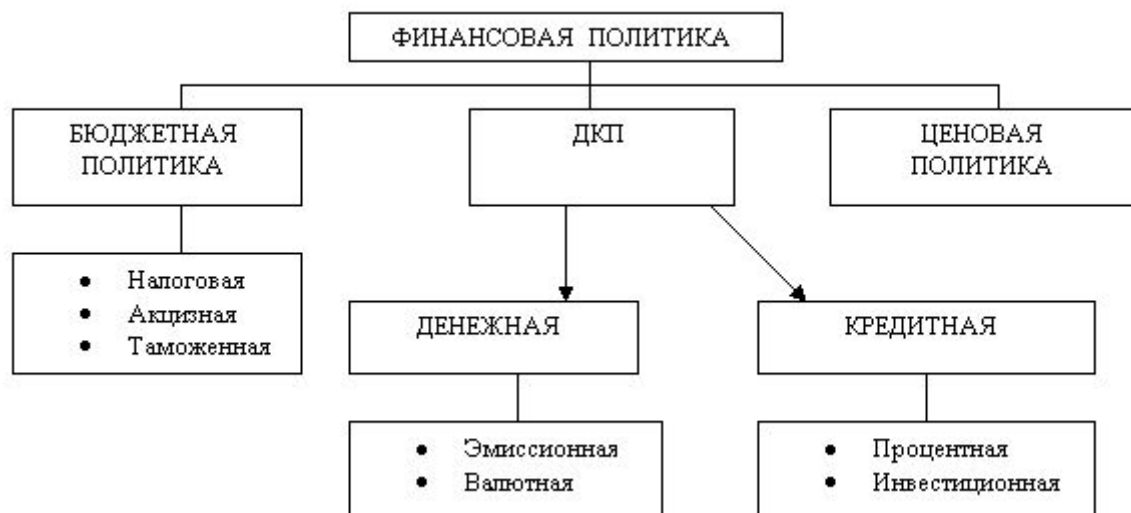 ФИНАНСОВАЯ ПОЛИТИКА
БЮДЖЕТНАЯ
ПОЛИТИКА
ДКП
ЦЕНОВАЯ
ПОЛИТИКА
• Налоговая
• Акцизная
• Таможенная
ДЕНЕЖНАЯ
КРЕДИТНАЯ
• Эмиссионная
• Валютная
• Процентная
• Инвестиционная